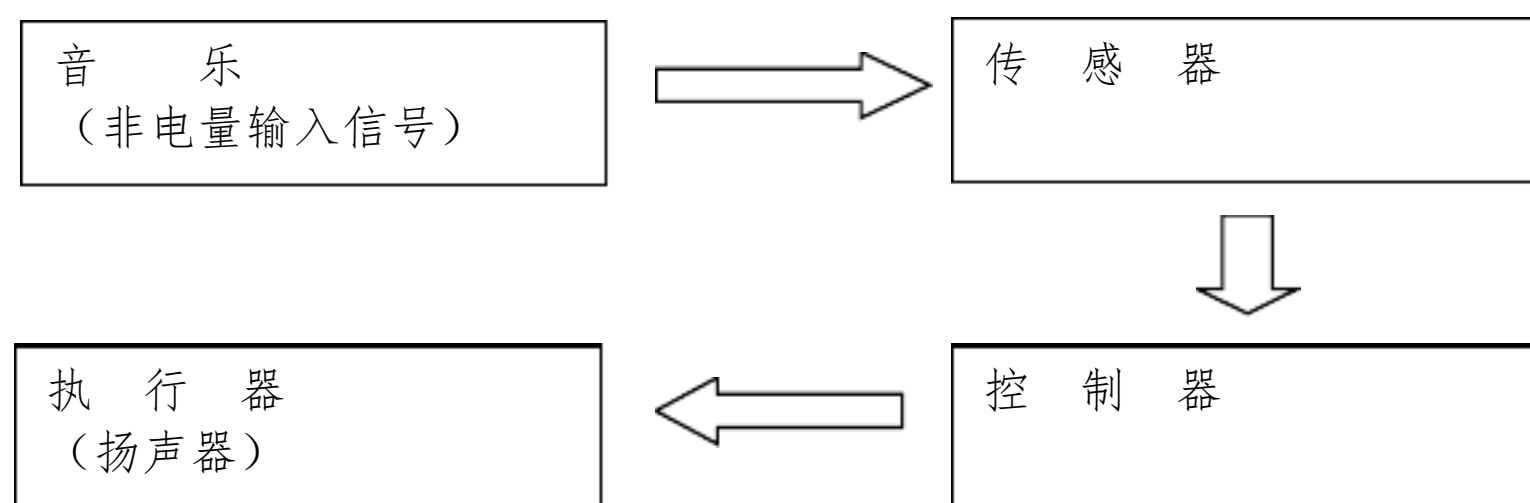 音 乐
（非电量输入信号）
传 感 器
控 制 器
执 行 器
（扬声器）